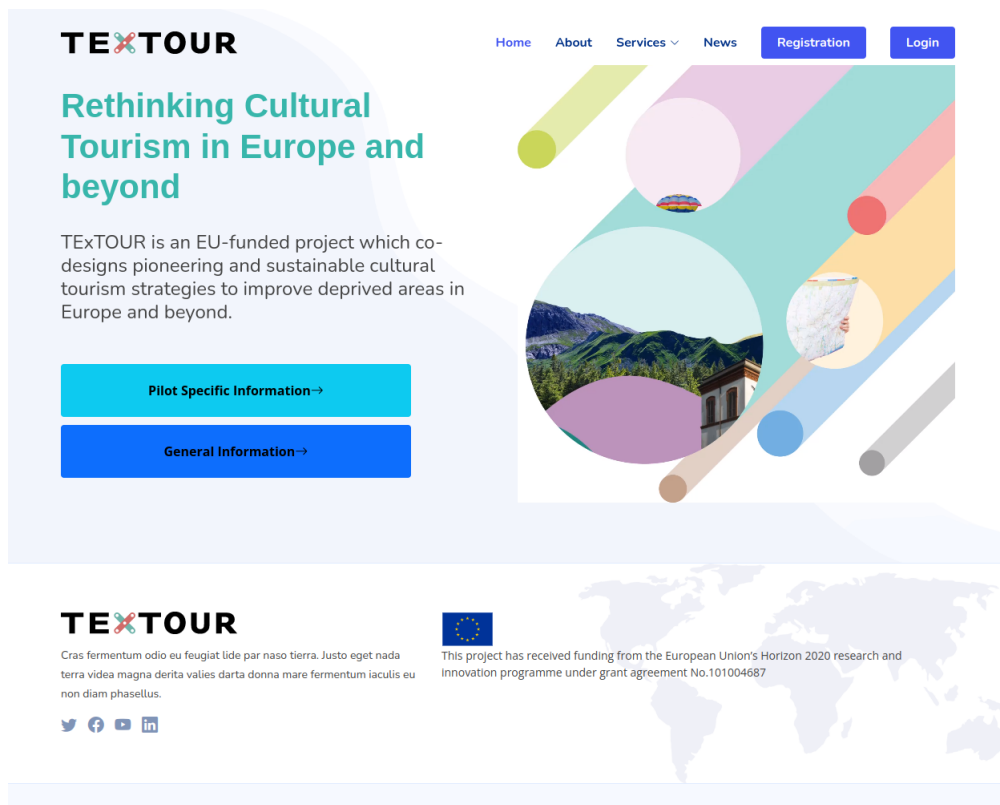 TExTOUR
Home About Services News Registration Login
Rethinking Cultural
Tourism in Europe and
beyond
TExTOUR is an EU-funded project which co-
designs pioneering and sustainable cultural
tourism strategies to improve deprived areas in
Europe and beyond.
Pilot Specific Information→
General Information→
TExTOUR
Cras fermentum odio eu feugiat lide par naso tierra. Justo eget nada
terra videa magna derita valies darta donna mare fermentum iaculis eu
non diam phasellus.
This project has received funding from the European Union's Horizon 2020 research and
innovation programme under grant agreement No.101004687